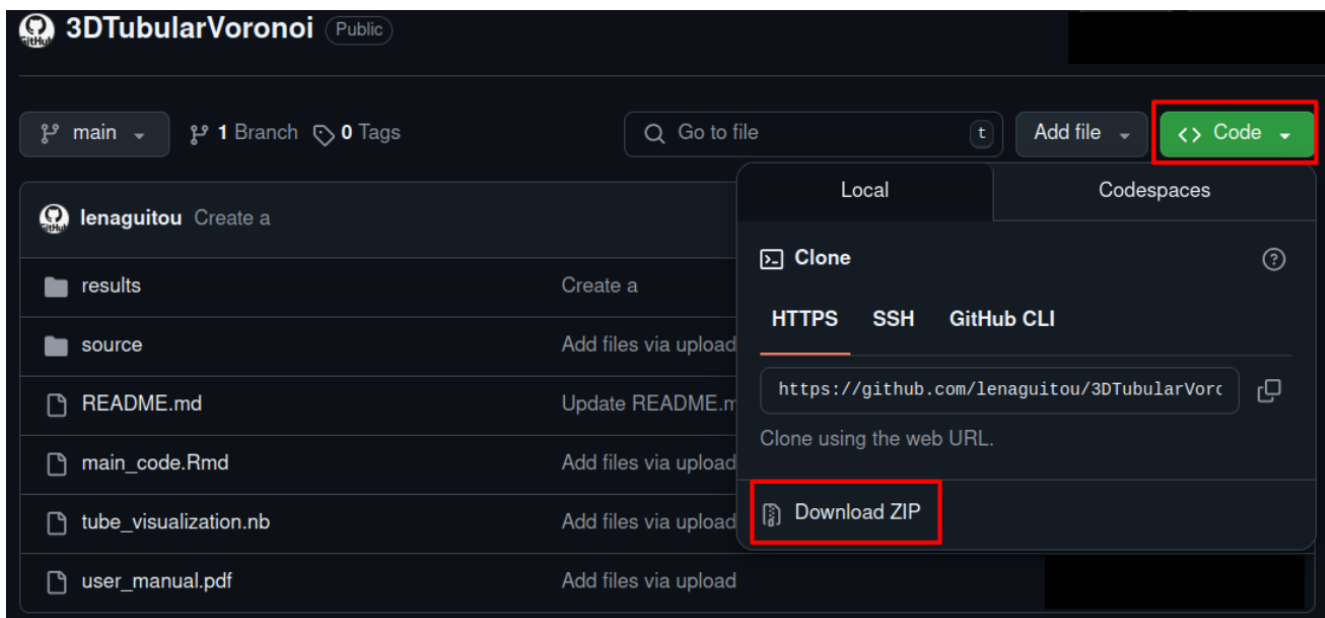 3DTubularVoronoi Public
main 1 Branch 0 Tags Go to file t Add file <> Code
Local Codespaces
lenaguitou Create a
Clone
results Create a
HTTPS SSH GitHub CLI
source Add files via upload
https://github.com/lenaguitou/3DTubularVoro
README.md Update README.m
Clone using the web URL.
main_code.Rmd Add files via upload
Download ZIP
tube_visualization.nb Add files via upload
user_manual.pdf Add files via upload